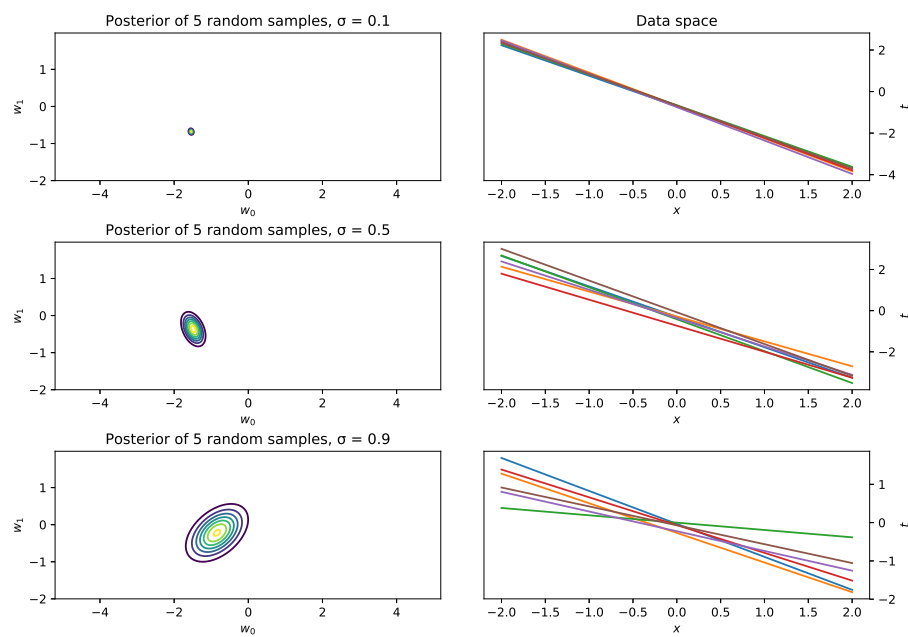 Posterior of 5 random samples, σ = 0.1
Data space
1
0
−1
−2
w1
−4 −2 0 2 4
w0
2
0
−2
−4
t
−2.0 −1.5 −1.0 −0.5 0.0 0.5 1.0 1.5 2.0
x
Posterior of 5 random samples, σ = 0.5
1
0
−1
−2
w1
−4 −2 0 2 4
w0
2
0
−2
t
−2.0 −1.5 −1.0 −0.5 0.0 0.5 1.0 1.5 2.0
x
Posterior of 5 random samples, σ = 0.9
1
0
−1
−2
w1
−4 −2 0 2 4
w0
1
0
−1
−2
t
−2.0 −1.5 −1.0 −0.5 0.0 0.5 1.0 1.5 2.0
x